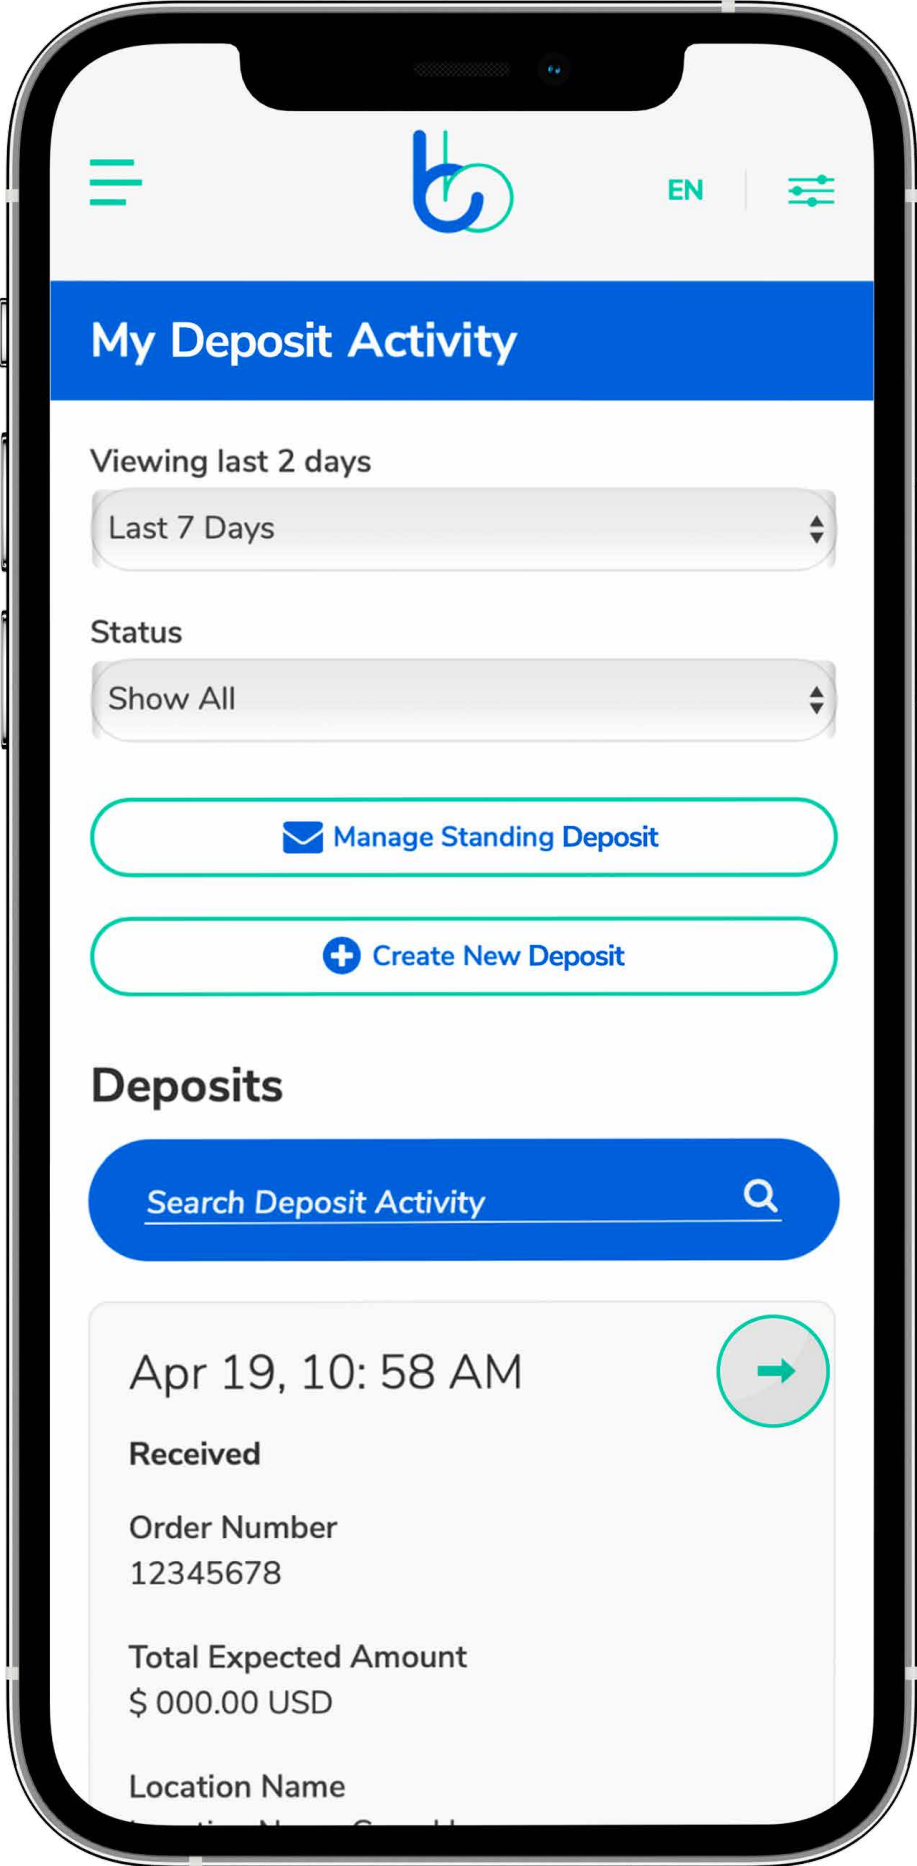 EN
My Deposit Activity
Viewing last 2 days
Last 7 Days
Status
Show All
Manage Standing Deposit
Create New Deposit
Deposits
Search Deposit Activity
Apr 19, 10: 58 AM
Received
Order Number
12345678
Total Expected Amount
$ 000.00 USD
Location Name